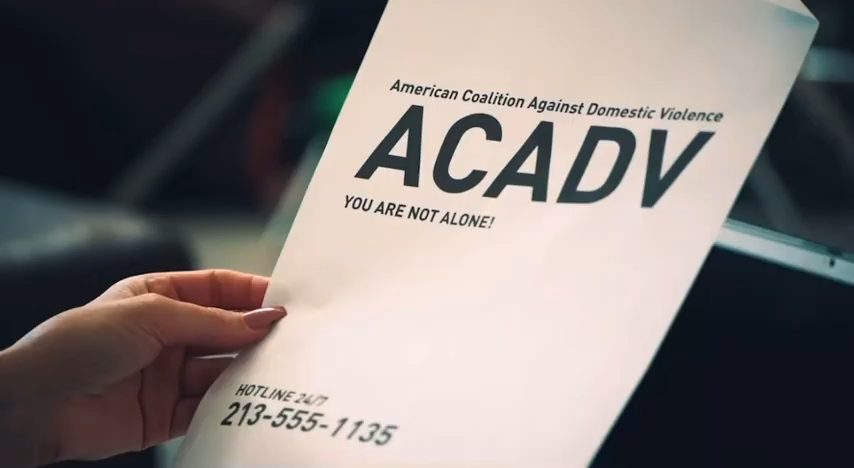 American Coalition Against Domestic Violence
ACADV
YOU ARE NOT ALONE!
HOTLINE 24/7
213-555-1135